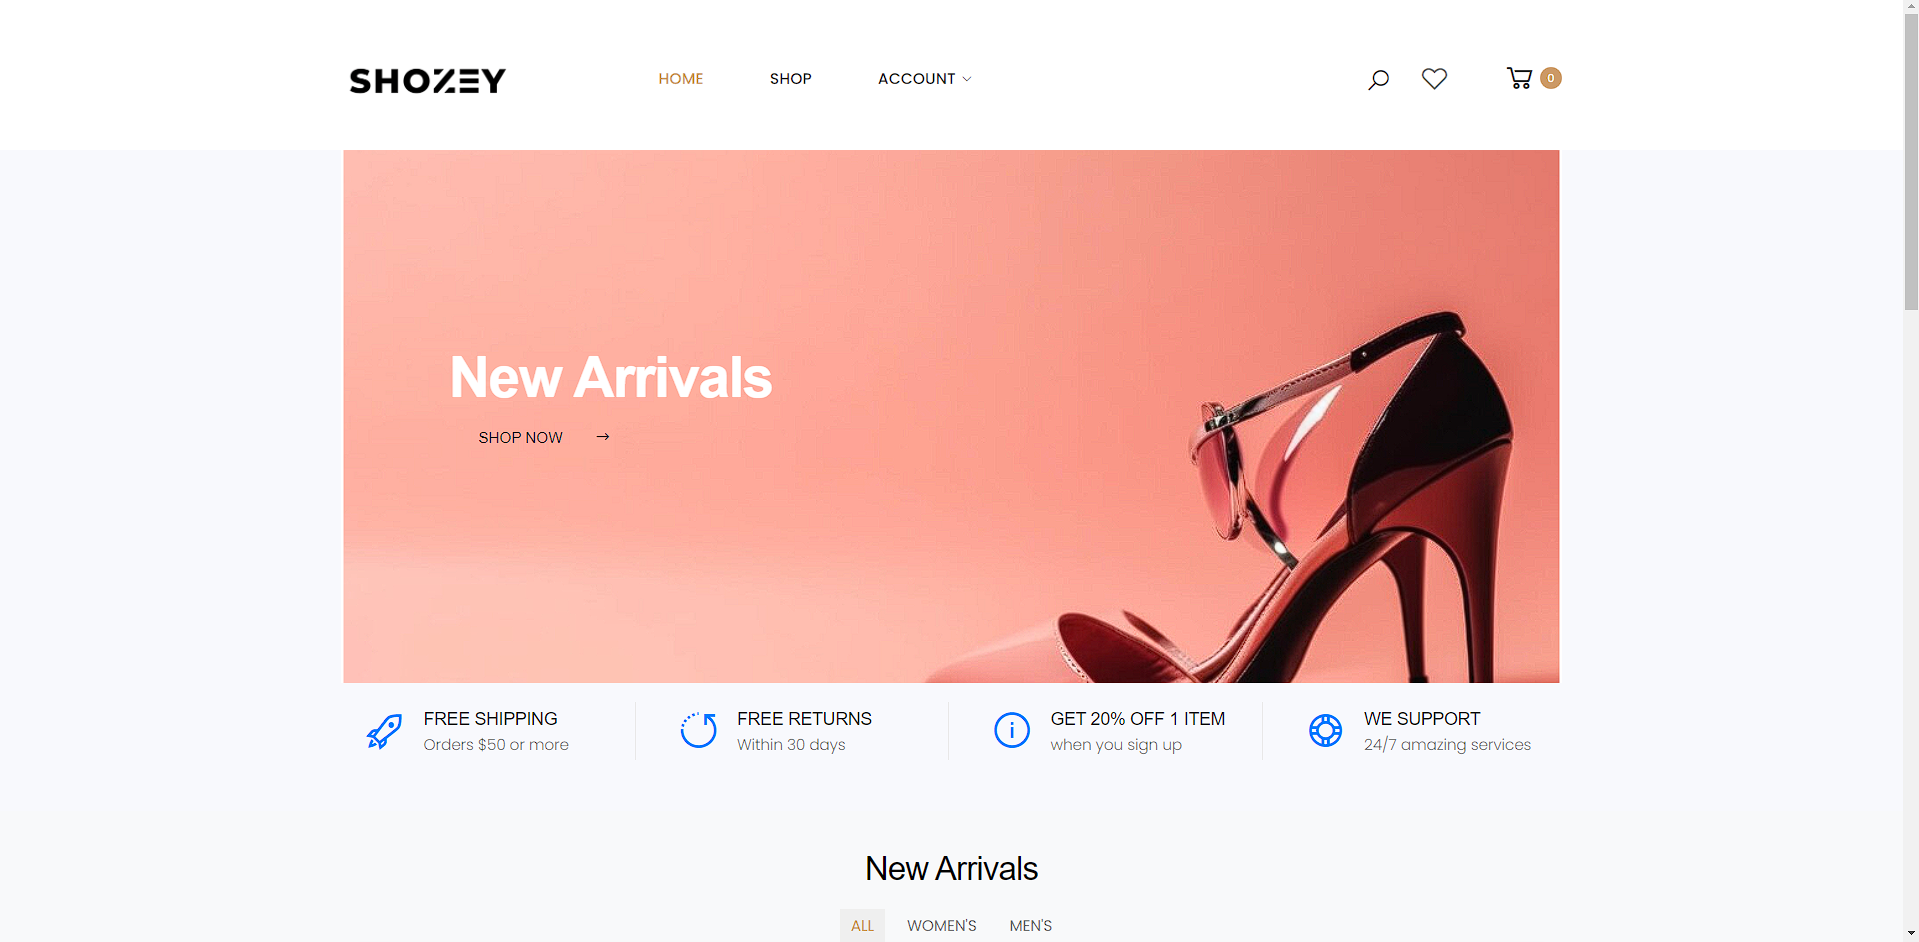 SHOZEY
HOME
SHOP
ACCOUNT
0
New Arrivals
SHOP NOW
FREE SHIPPING
Orders $50 or more
FREE RETURNS
Within 30 days
GET 20% OFF 1 ITEM
when you sign up
WE SUPPORT
24/7 amazing services
New Arrivals
ALL
WOMEN'S
MEN'S